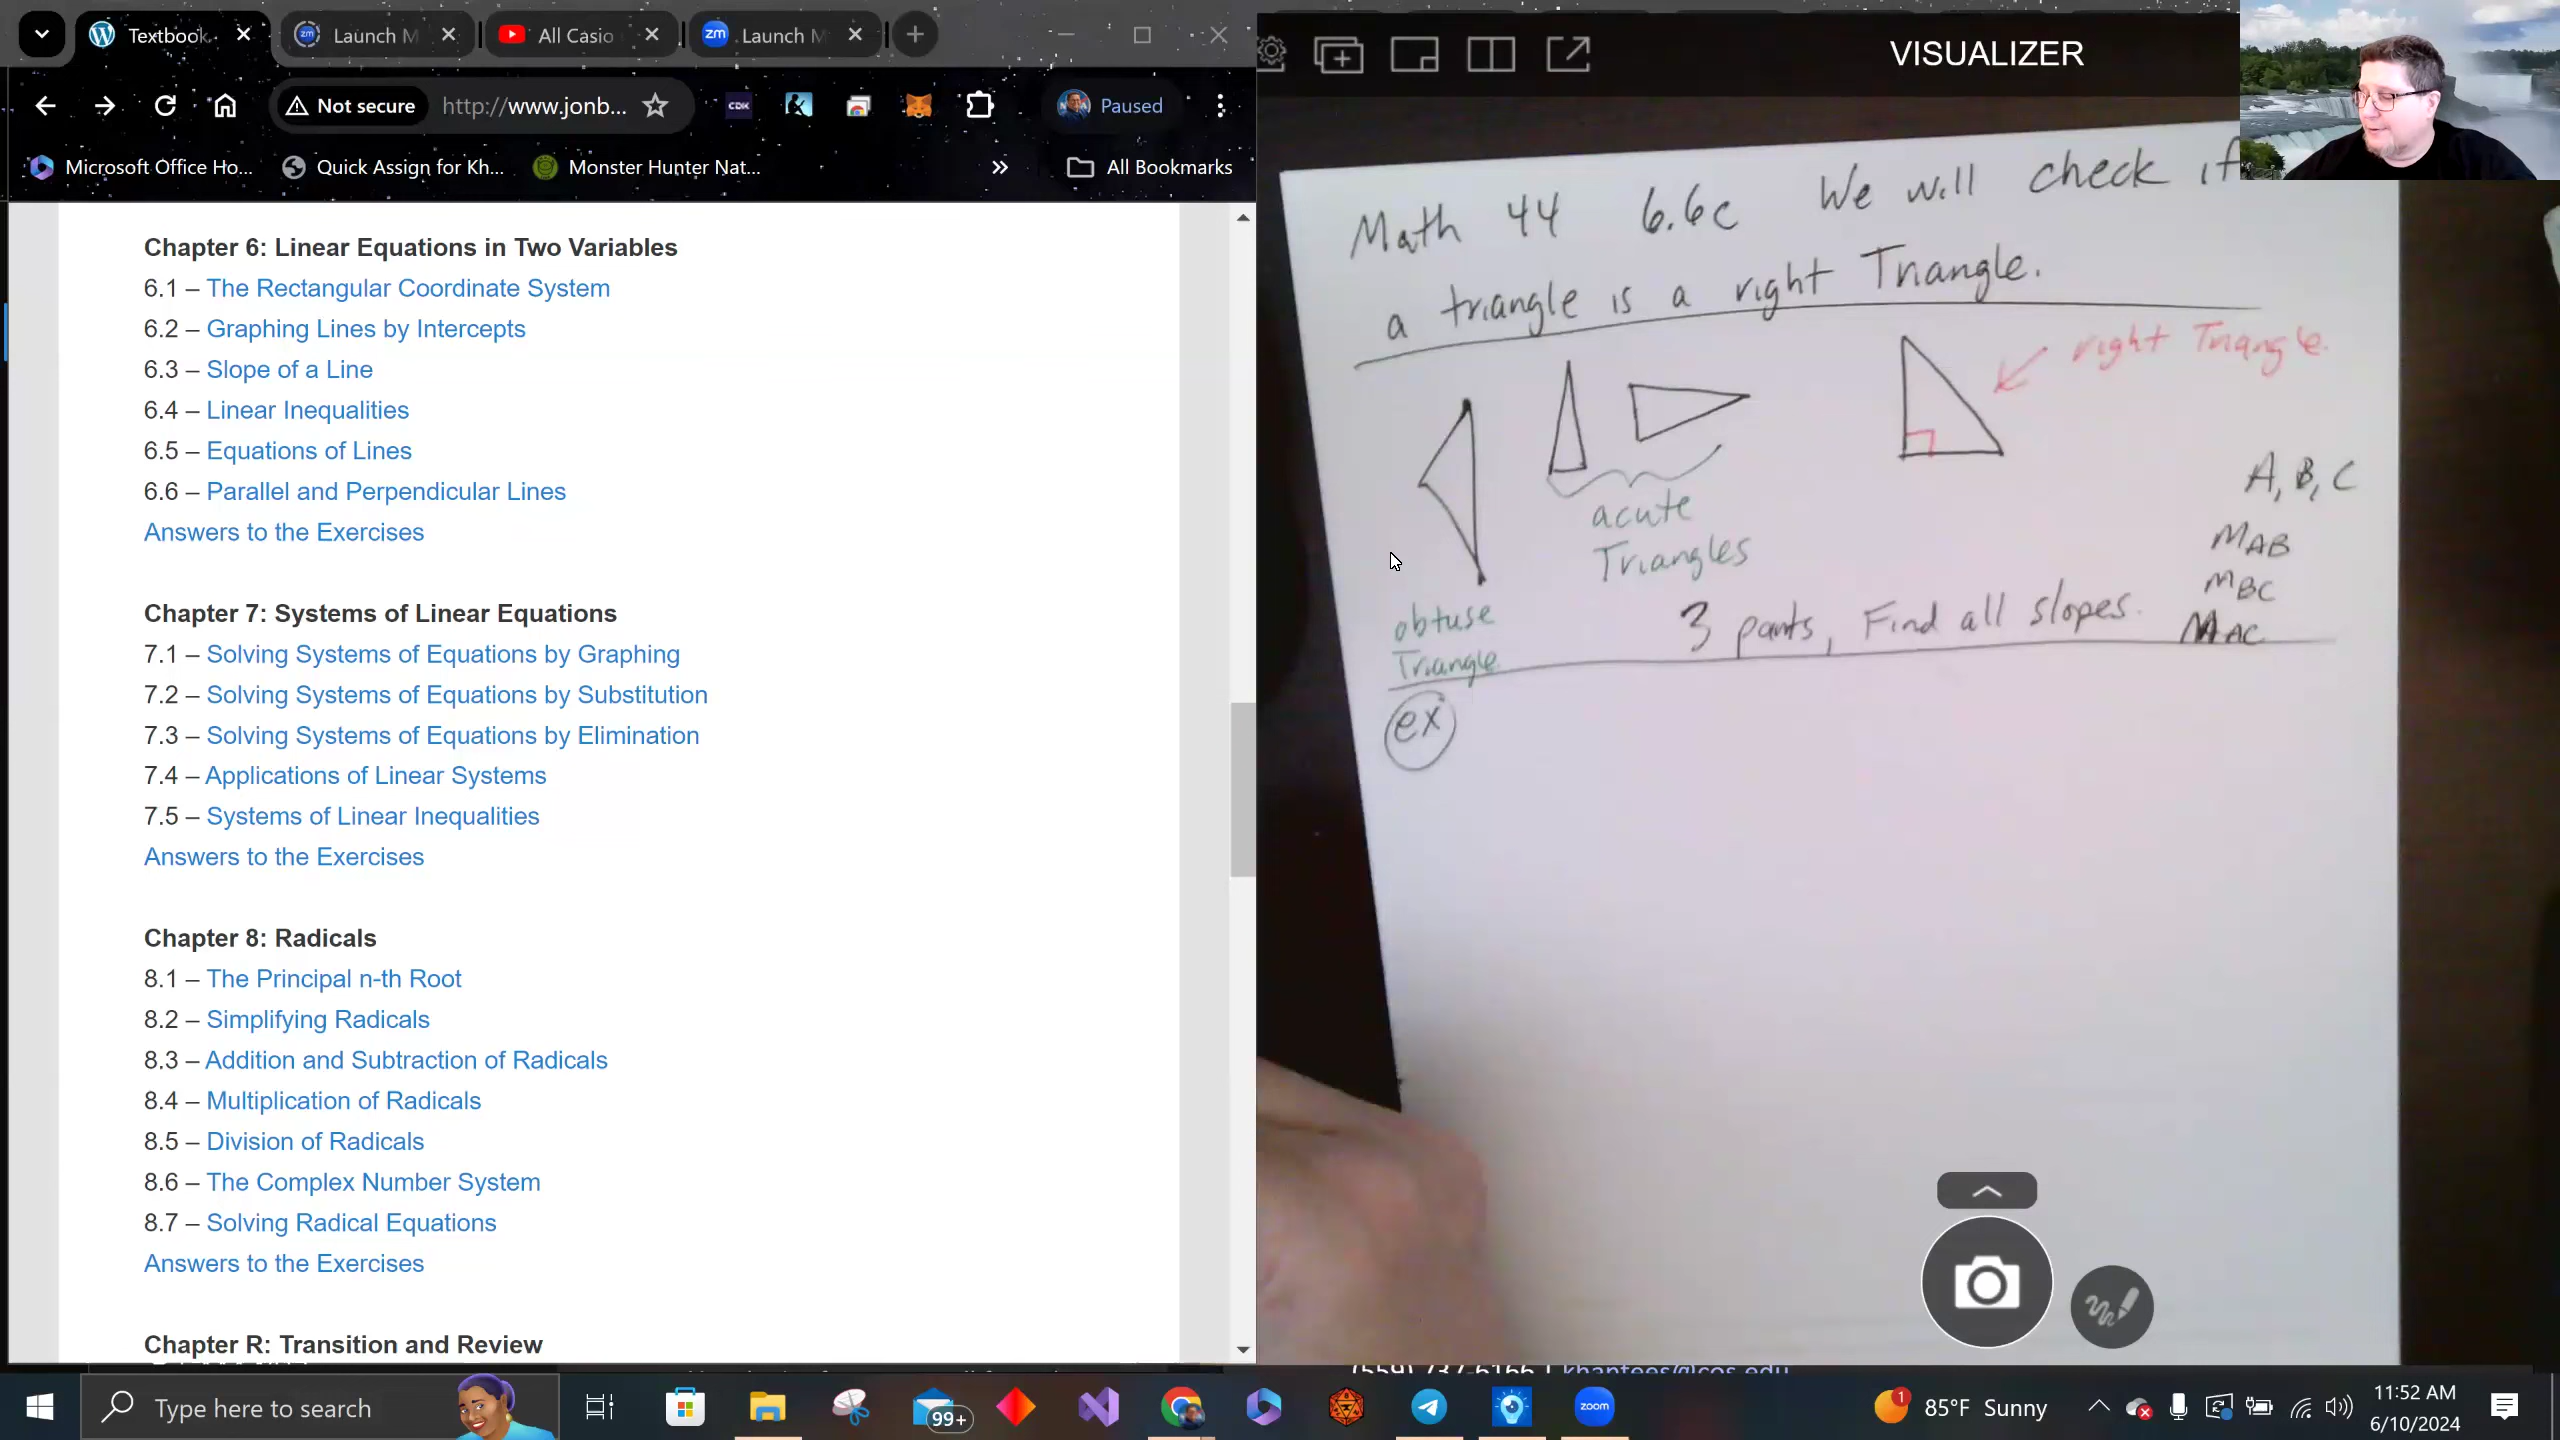 Textbook
Launch M
All Casio
Launch M
VISUALIZER
Not secure
http://www.jonb...
Paused
Microsoft Office Ho...
Quick Assign for Kh...
Monster Hunter Nat...
»
All Bookmarks
Chapter 6: Linear Equations in Two Variables
6.1 – The Rectangular Coordinate System
6.2 – Graphing Lines by Intercepts
6.3 – Slope of a Line
6.4 – Linear Inequalities
6.5 – Equations of Lines
6.6 – Parallel and Perpendicular Lines
Answers to the Exercises
Chapter 7: Systems of Linear Equations
7.1 – Solving Systems of Equations by Graphing
7.2 – Solving Systems of Equations by Substitution
7.3 – Solving Systems of Equations by Elimination
7.4 – Applications of Linear Systems
7.5 – Systems of Linear Inequalities
Answers to the Exercises
Chapter 8: Radicals
8.1 – The Principal n-th Root
8.2 – Simplifying Radicals
8.3 – Addition and Subtraction of Radicals
8.4 – Multiplication of Radicals
8.5 – Division of Radicals
8.6 – The Complex Number System
8.7 – Solving Radical Equations
Answers to the Exercises
Chapter R: Transition and Review
Math 44 6.6c We will check if
a triangle is a right Triangle.
right Triangle.
A, B, C
acute
Triangles
MAB
MBC
MAC
obtuse
Triangle
3 points, Find all slopes.
ex
(559) 737-6166 | khantees@cos.edu
Type here to search
99+
zoom
1
85°F Sunny
11:52 AM
6/10/2024